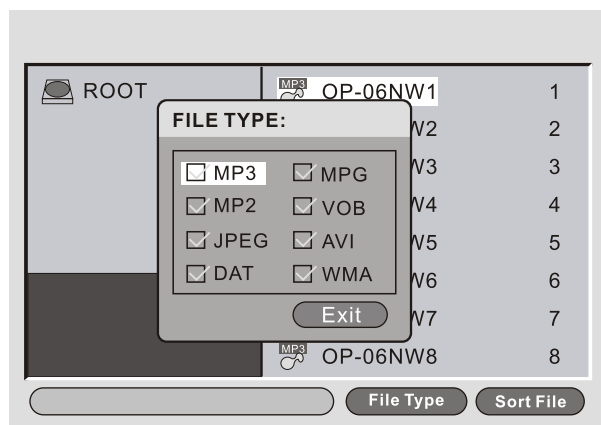 ROOT
MP3 OP-06NW1 1
W2 2
W3 3
W4 4
W5 5
W6 6
W7 7
MP3 OP-06NW8 8
FILE TYPE:
MP3 MPG
MP2 VOB
JPEG AVI
DAT WMA
Exit
File Type Sort File